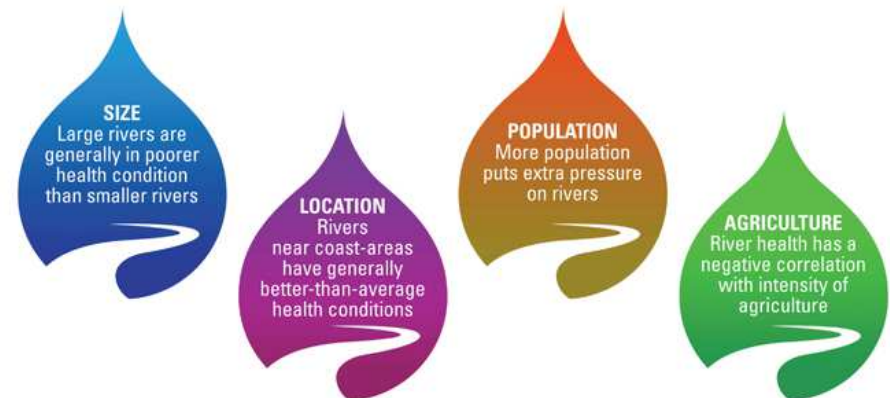 SIZE
Large rivers are
generally in poorer
health condition
than smaller rivers
LOCATION
Rivers
near coast-areas
have generally
better-than-average
health conditions
POPULATION
More population
puts extra pressure
on rivers
AGRICULTURE
River health has a
negative correlation
with intensity of
agriculture